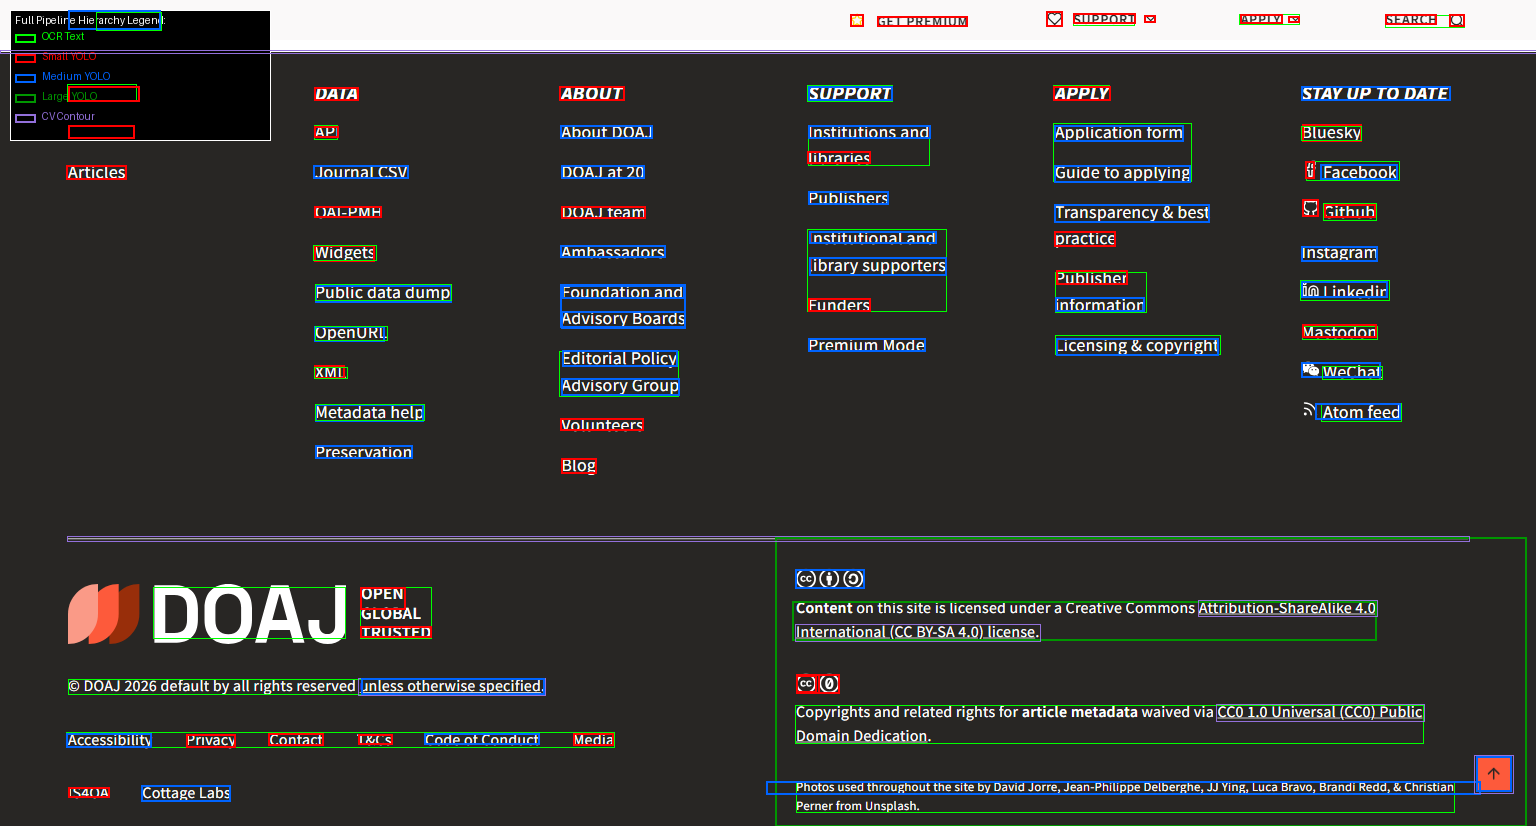 Full Pipeline Hierarchy Legend:
OCR Text
Small YOLO
Medium YOLO
Large YOLO
CV Contour
GET PREMIUM
SUPPORT
APPLY
SEARCH
Articles
DATA
API
Journal CSV
OAI-PMH
Widgets
Public data dump
OpenURL
XML
Metadata help
Preservation
ABOUT
About DOAJ
DOAJ at 20
DOAJ team
Ambassadors
Foundation and
Advisory Boards
Editorial Policy
Advisory Group
Volunteers
Blog
SUPPORT
Institutions and
libraries
Publishers
Institutional and
library supporters
Funders
Premium Mode
APPLY
Application form
Guide to applying
Transparency & best
practice
Publisher
information
Licensing & copyright
STAY UP TO DATE
Bluesky
Facebook
Github
Instagram
Linkedin
Mastodon
WeChat
Atom feed
DOAJ
OPEN
GLOBAL
TRUSTED
© DOAJ 2026 default by all rights reserved unless otherwise specified.
Accessibility Privacy Contact T&Cs Code of Conduct Media
IS4OA Cottage Labs
Content on this site is licensed under a Creative Commons Attribution-ShareAlike 4.0
International (CC BY-SA 4.0) license.
Copyrights and related rights for article metadata waived via CC0 1.0 Universal (CC0) Public
Domain Dedication.
Photos used throughout the site by David Jorre, Jean-Philippe Delberghe, JJ Ying, Luca Bravo, Brandi Redd, & Christian
Perner from Unsplash.